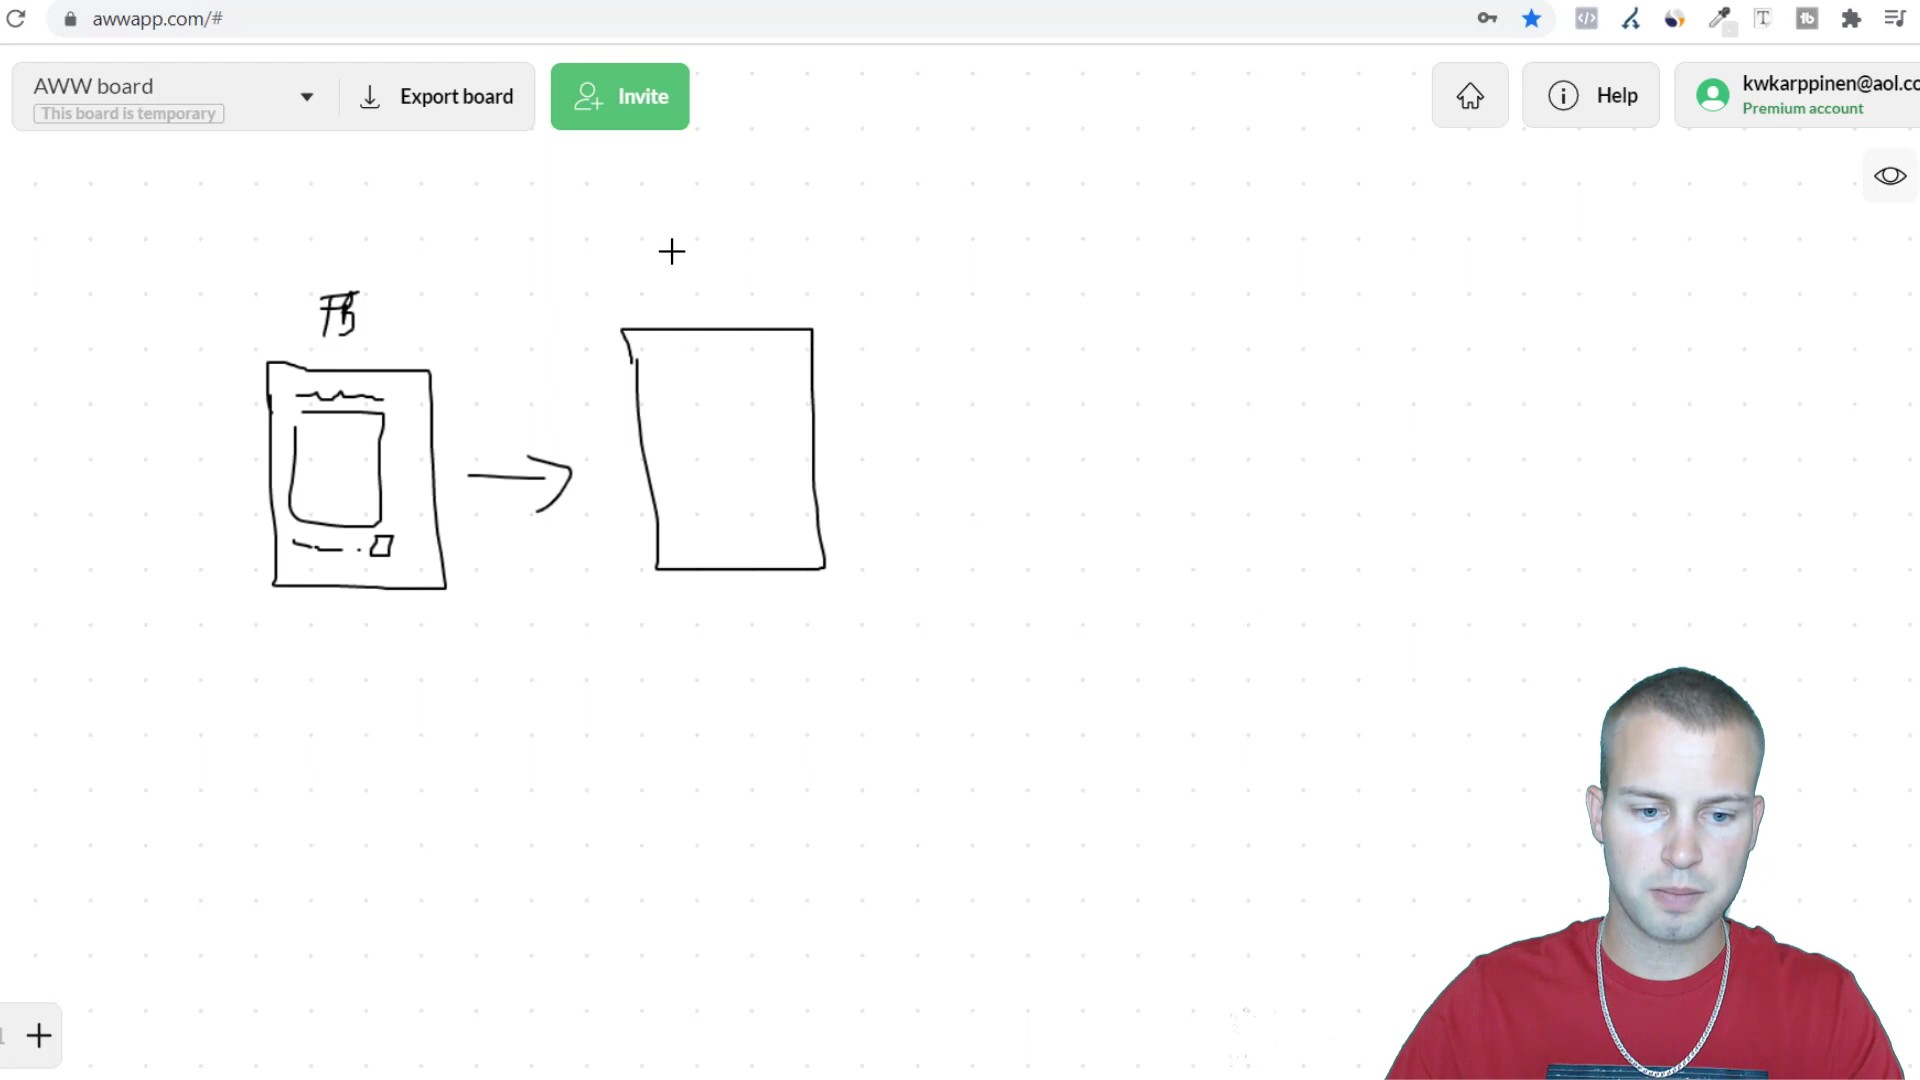 awwapp.com/#
AWW board
This board is temporary
Export board
Invite
Help
kwkarppinen@aol.co
Premium account
FB